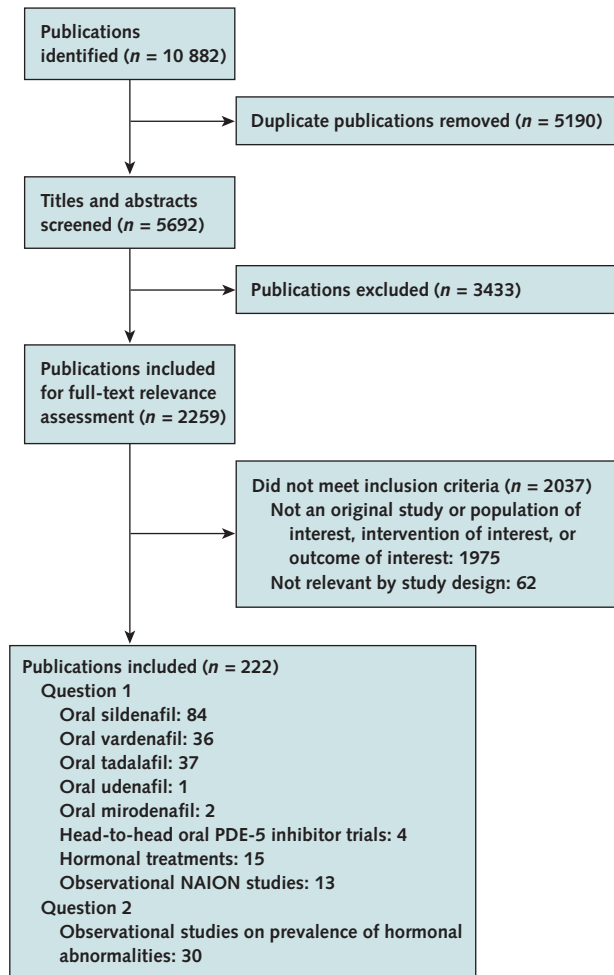 Publications
identified (n = 10 882)
Duplicate publications removed (n = 5190)
Titles and abstracts
screened (n = 5692)
Publications excluded (n = 3433)
Publications included
for full-text relevance
assessment (n = 2259)
Did not meet inclusion criteria (n = 2037)
Not an original study or population of
interest, intervention of interest, or
outcome of interest: 1975
Not relevant by study design: 62
Publications included (n = 222)
Question 1
Oral sildenafil: 84
Oral vardenafil: 36
Oral tadalafil: 37
Oral udenafil: 1
Oral mirodenafil: 2
Head-to-head oral PDE-5 inhibitor trials: 4
Hormonal treatments: 15
Observational NAION studies: 13
Question 2
Observational studies on prevalence of hormonal
abnormalities: 30